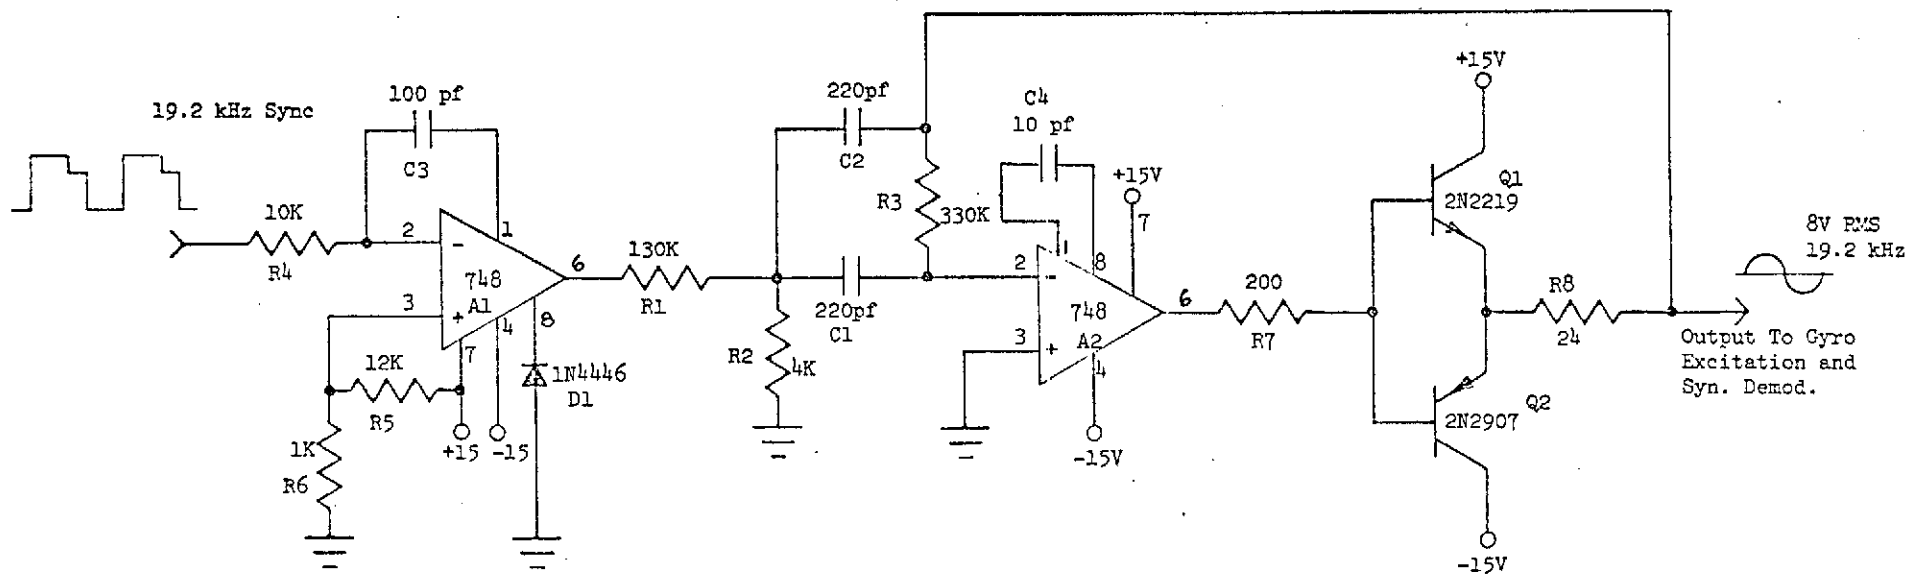 19.2 kHz Sync
100 pf
C3
10K
R4
2
-
1
748
A1
6
3
+
4
8
7
12K
R5
1K
R6
+15
-15
1N4446
D1
130K
R1
220pf
C2
220pf
C1
R2
4K
R3
330K
C4
10 pf
+15V
7
1
8
2
-
748
A2
6
3
+
4
-15V
200
R7
+15V
Q1
2N2219
R8
24
Q2
2N2907
-15V
8V RMS
19.2 kHz
Output To Gyro
Excitation and
Syn. Demod.